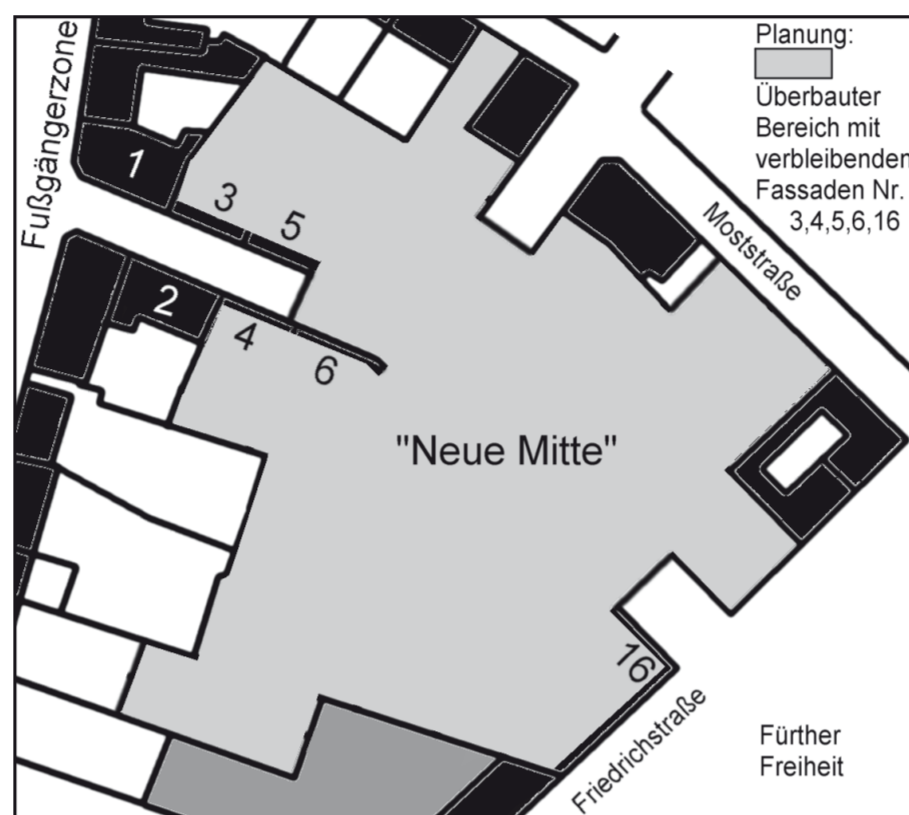 Planung:
Überbauter
Bereich mit
verbleibenden
Fassaden Nr.
3,4,5,6,16
Fußgängerzone
1
3
5
Moststraße
2
4
6
"Neue Mitte"
16
Friedrichstraße
Fürther
Freiheit